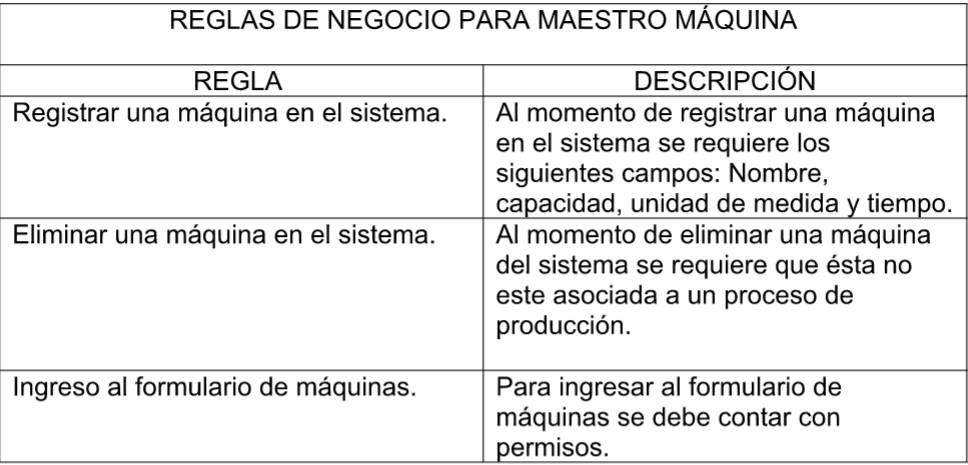 REGLAS DE NEGOCIO PARA MAESTRO MÁQUINA
REGLA
DESCRIPCIÓN
Registrar una máquina en el sistema.
Al momento de registrar una máquina
en el sistema se requiere los
siguientes campos: Nombre,
capacidad, unidad de medida y tiempo.
Eliminar una máquina en el sistema.
Al momento de eliminar una máquina
del sistema se requiere que ésta no
este asociada a un proceso de
producción.
Ingreso al formulario de máquinas.
Para ingresar al formulario de
máquinas se debe contar con
permisos.